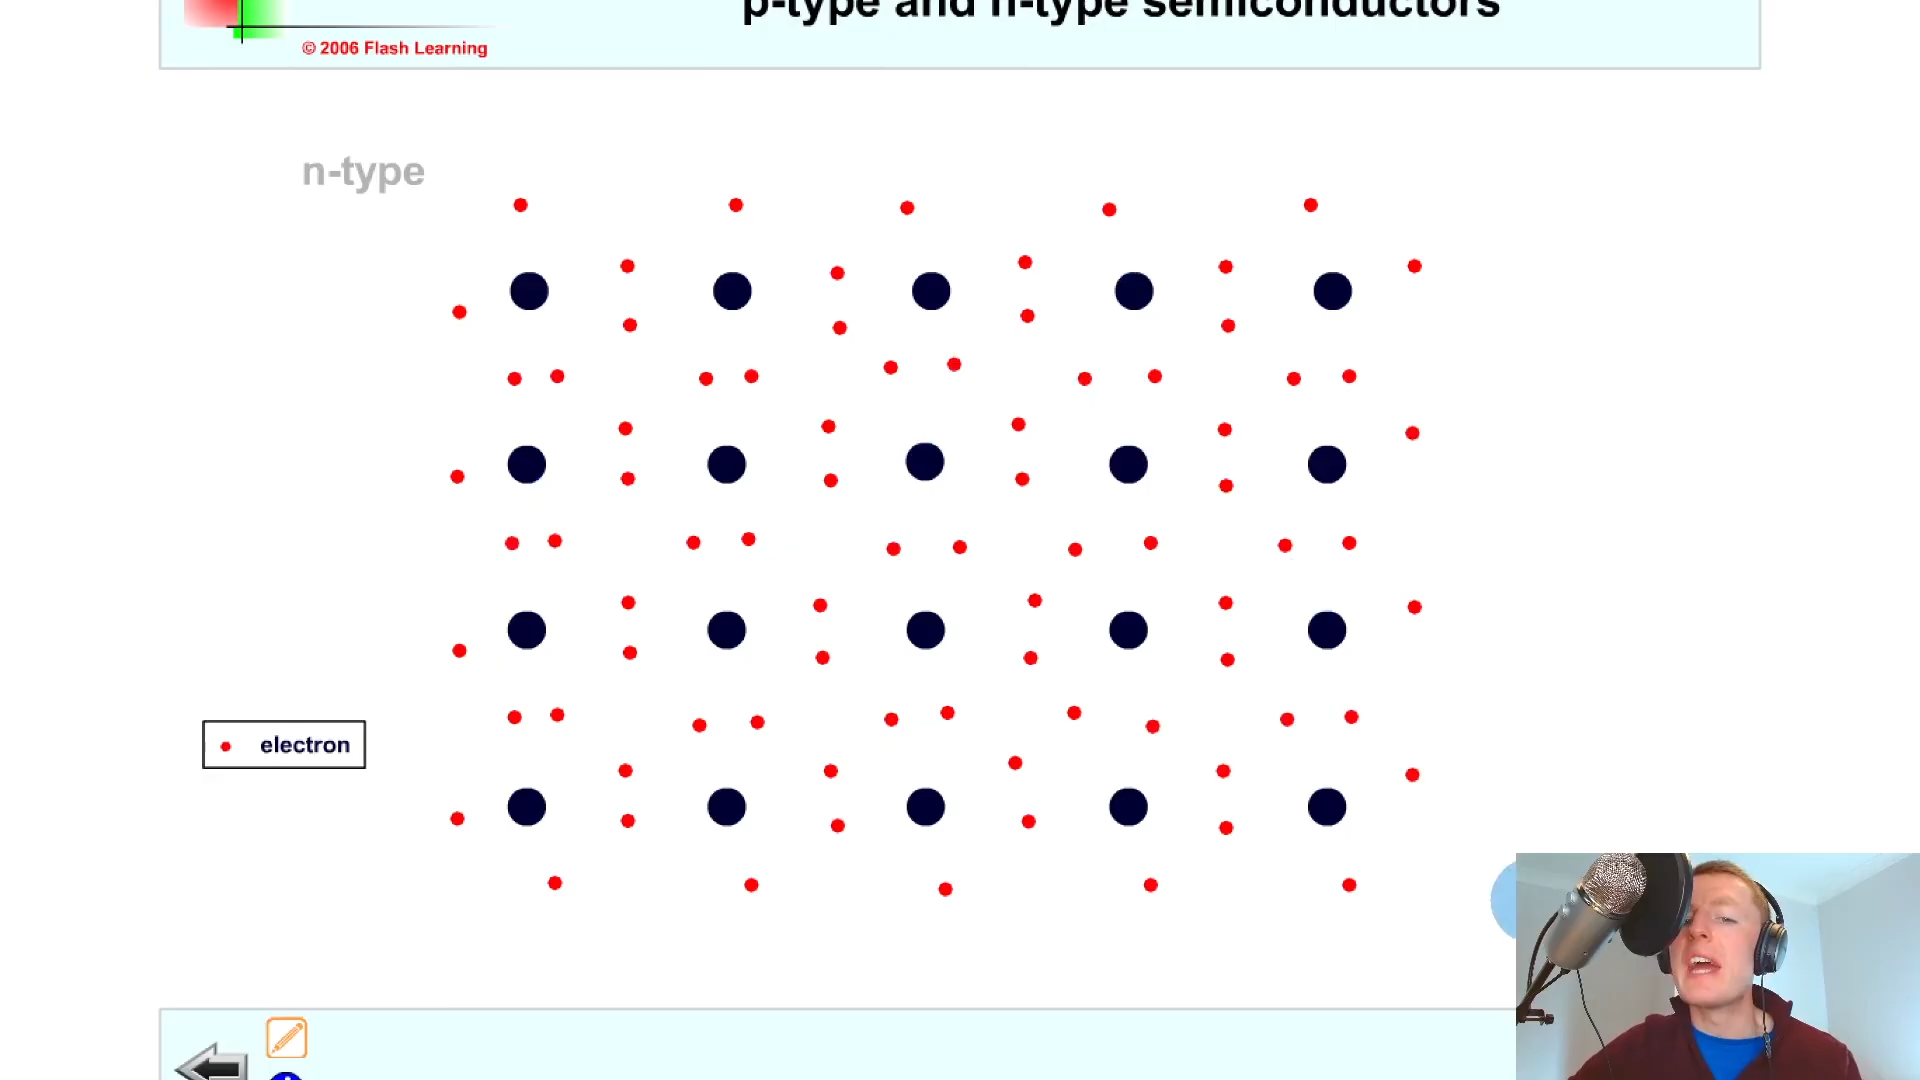 p-type and n-type semiconductors
© 2006 Flash Learning
n-type
electron